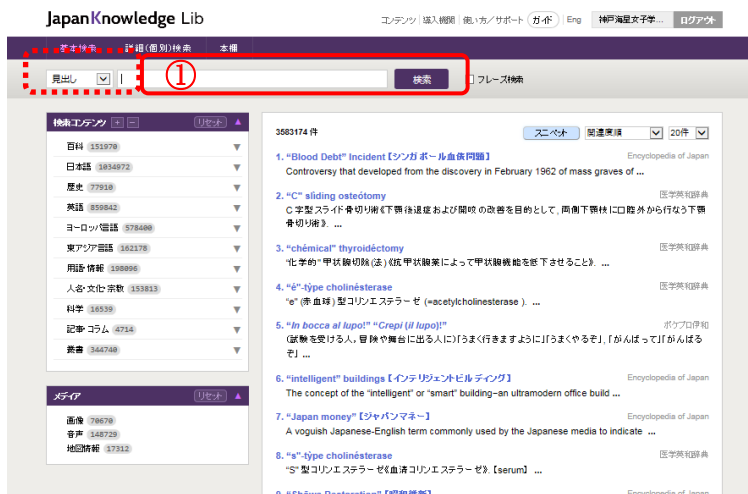 JapanKnowledge Lib
コンテンツ 導入機関 使い方/サポート ガイド Eng 神戸海星女子学... ログアウト
基本検索 詳細(個別)検索 本棚
見出し ① 検索 フレーズ検索
検索コンテンツ + − リセット ▲
百科 151970 ▼
日本語 1034972 ▼
歴史 77910 ▼
英語 859842 ▼
ヨーロッパ言語 578400 ▼
東アジア言語 162178 ▼
用語・情報 198096 ▼
人名・文化・宗教 153813 ▼
科学 16539 ▼
記事・コラム 4714 ▼
叢書 344740 ▼
メディア リセット ▲
画像 70670
音声 148729
地図情報 17312
3583174 件 スニペット 関連度順 20件
1. “Blood Debt” Incident【シンガポール血債問題】 Encyclopedia of Japan
Controversy that developed from the discovery in February 1962 of mass graves of ...
2. “C” sliding osteótomy 医学英和辞典
C 字型スライド骨切り術《下顎後退症および開咬の改善を目的として, 両側下顎枝に口腔外から行なう下顎
骨切り術》. ...
3. “chémical” thyroidéctomy 医学英和辞典
“化学的” 甲状腺切除(法)《抗甲状腺薬によって甲状腺機能を低下させること》. ...
4. “é”-type cholinésterase 医学英和辞典
“e” (赤血球) 型コリンエステラーゼ (=acetylcholinesterase ). ...
5. “In bocca al lupo!” “Crepi (il lupo)!” ポケプロ伊和
(試験を受ける人, 冒険や舞台に出る人に)「うまく行きますように」「うまくやるぞ」, 「がんばって」「がんばる
ぞ」 ...
6. “intelligent” buildings【インテリジェントビルディング】 Encyclopedia of Japan
The concept of the “intelligent” or “smart” building–an ultramodern office build ...
7. “Japan money”【ジャパンマネー】 Encyclopedia of Japan
A voguish Japanese-English term commonly used by the Japanese media to indicate ...
8. “s”-type cholinésterase 医学英和辞典
“S” 型コリンエステラーゼ《血清コリンエステラーゼ》. 【serum】 ...
9. “Shōwa Restoration”【昭和維新】 Encyclopedia of Japan